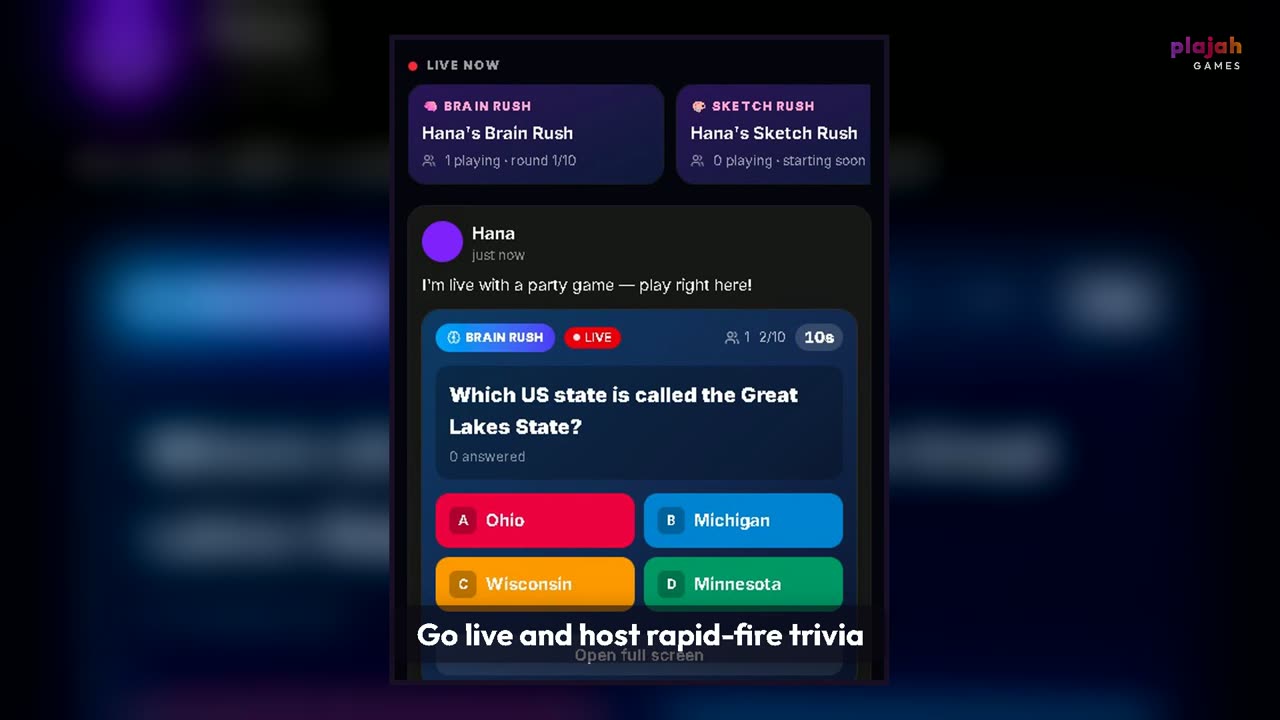 plajah
GAMES
LIVE NOW
BRAIN RUSH
Hana's Brain Rush
1 playing · round 1/10
SKETCH RUSH
Hana's Sketch Rush
0 playing · starting soon
Hana
just now
I'm live with a party game — play right here!
BRAIN RUSH
LIVE
1 2/10
10s
Which US state is called the Great
Lakes State?
0 answered
A Ohio
B Michigan
C Wisconsin
D Minnesota
Go live and host rapid-fire trivia
Open full screen